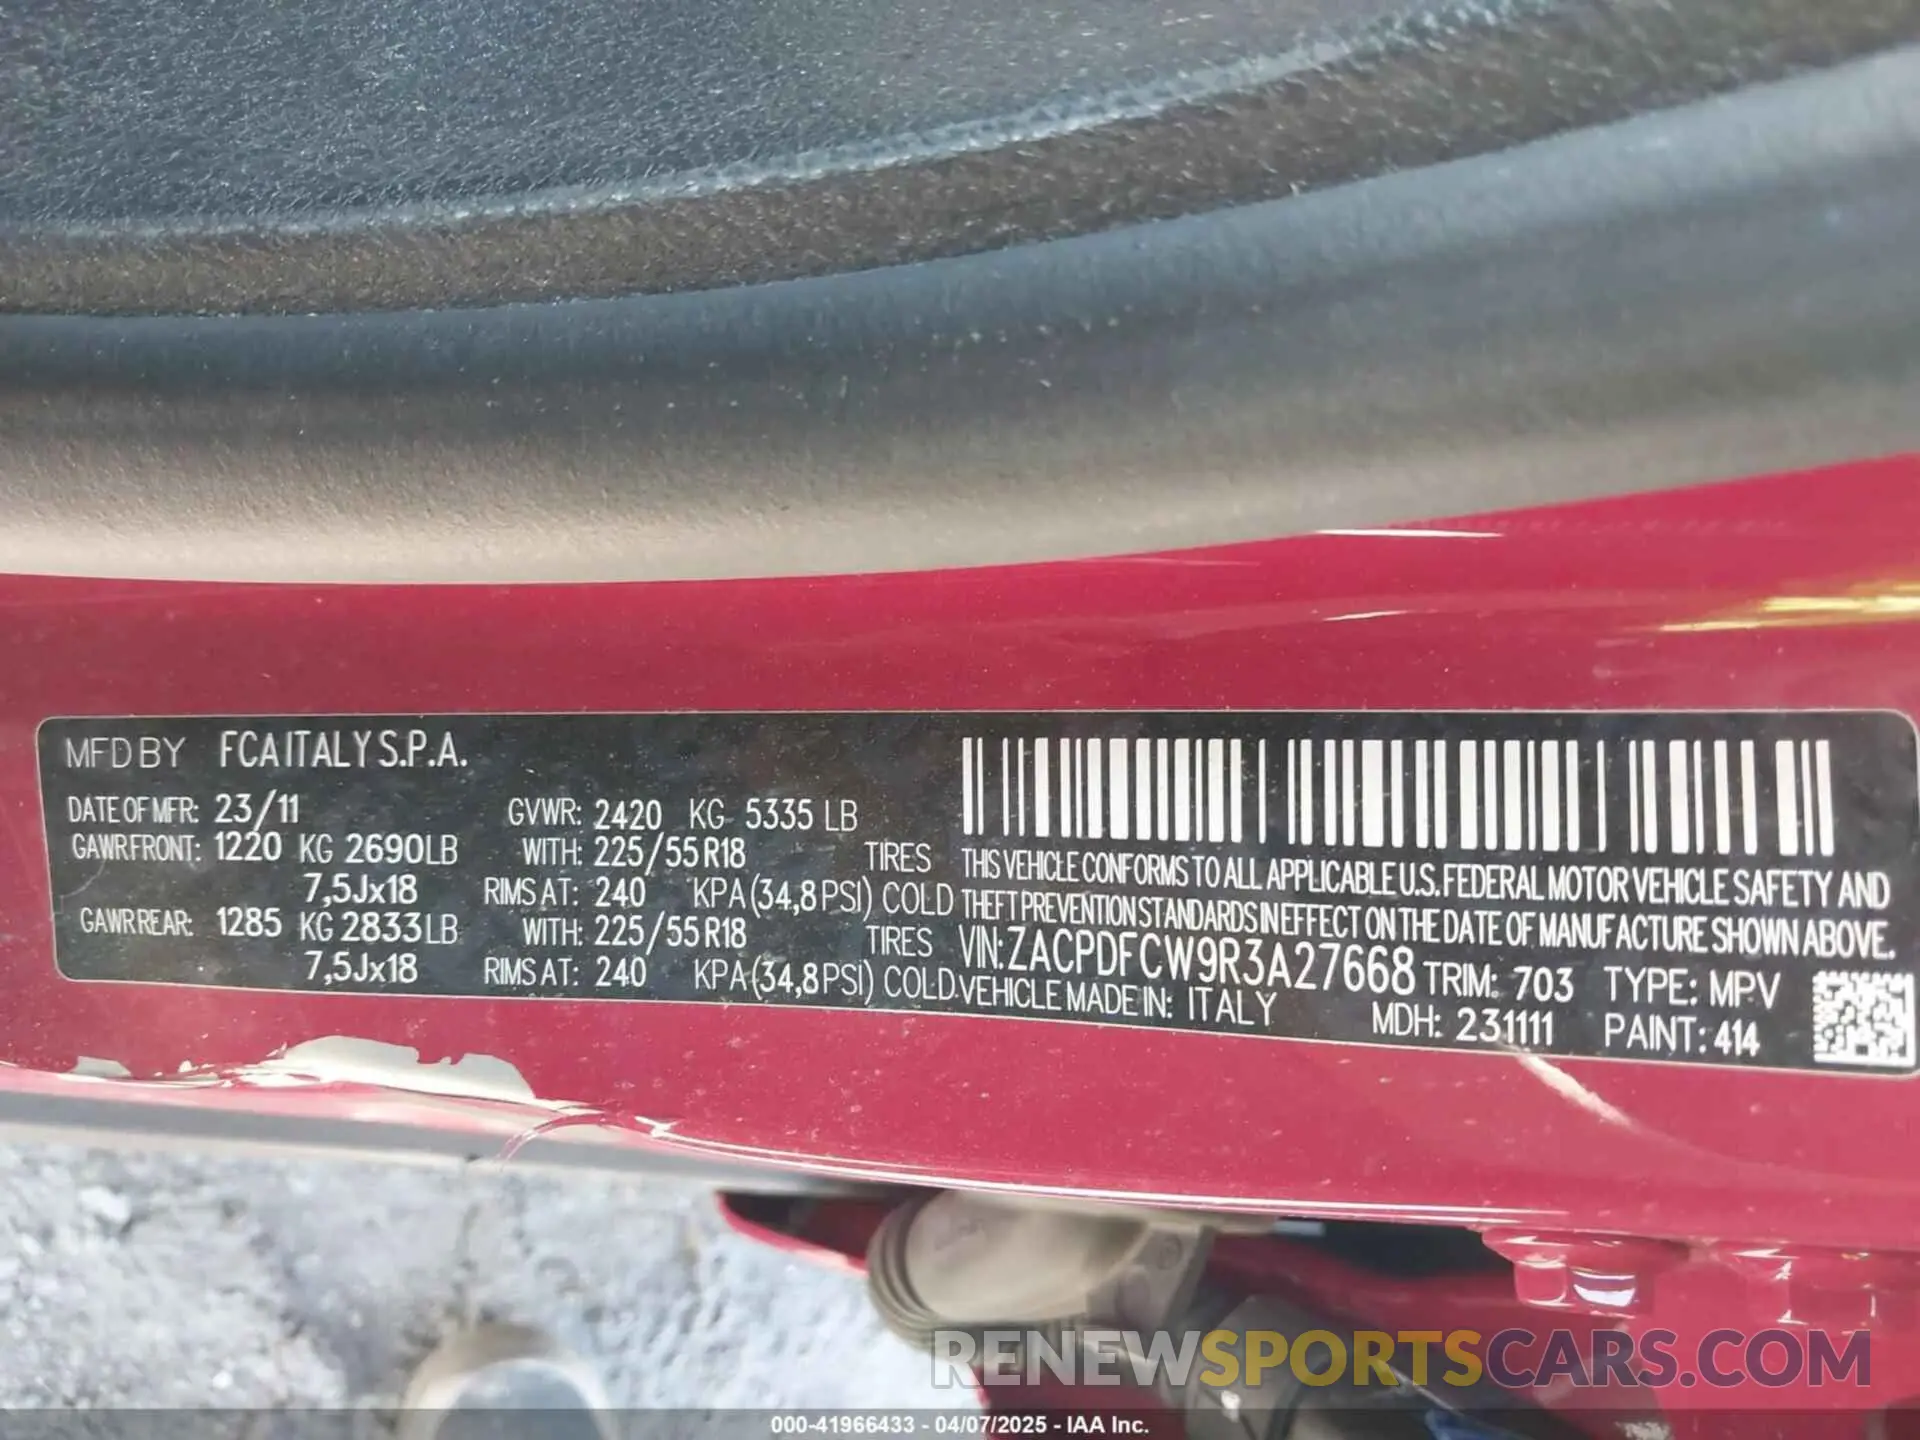 MFD BY FCA ITALY S.P.A.
DATE OF MFR: 23/11 GVWR: 2420 KG 5335 LB
GAWR FRONT: 1220 KG 2690 LB WITH: 225/55 R18 TIRES
7,5Jx18 RIMS AT: 240 KPA (34,8 PSI) COLD
GAWR REAR: 1285 KG 2833 LB WITH: 225/55 R18 TIRES
7,5Jx18 RIMS AT: 240 KPA (34,8 PSI) COLD.
THIS VEHICLE CONFORMS TO ALL APPLICABLE U.S. FEDERAL MOTOR VEHICLE SAFETY AND
THEFT PREVENTION STANDARDS IN EFFECT ON THE DATE OF MANUFACTURE SHOWN ABOVE.
VIN: ZACPDFCW9R3A27668 TRIM: 703 TYPE: MPV
VEHICLE MADE IN: ITALY MDH: 231111 PAINT: 414
RENEWSPORTSCARS.COM
000-41966433 - 04/07/2025 - IAA Inc.